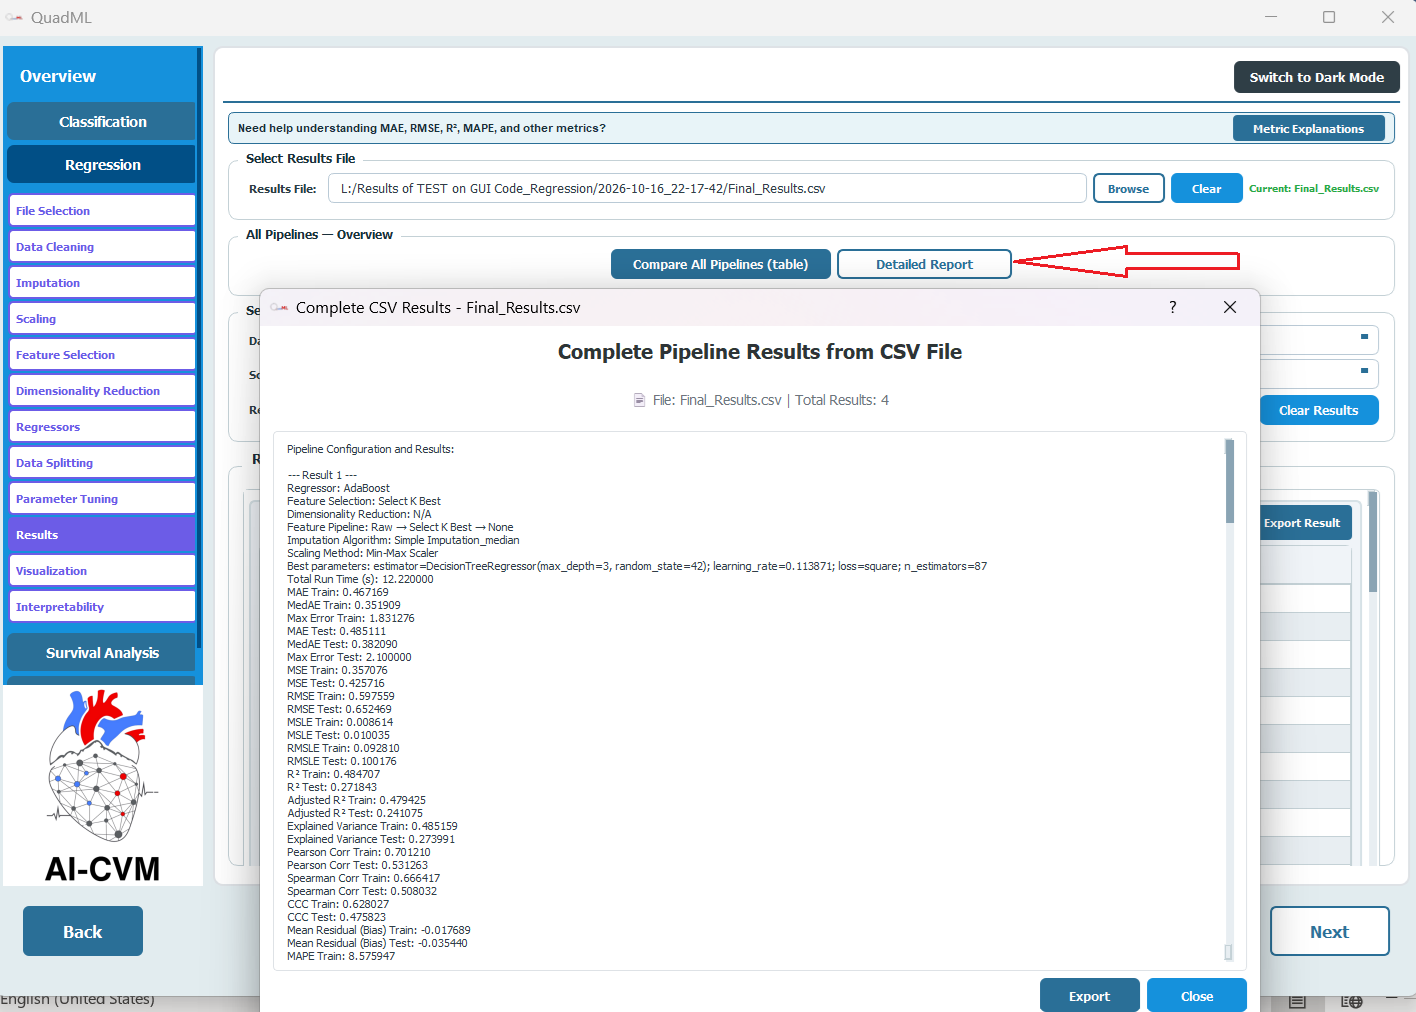 QuadML
Overview
Switch to Dark Mode
Classification
Need help understanding MAE, RMSE, R², MAPE, and other metrics?
Metric Explanations
Regression
Select Results File
Results File:
L:/Results of TEST on GUI Code_Regression/2026-10-16_22-17-42/Final_Results.csv
Browse
Clear
Current: Final_Results.csv
File Selection
Data Cleaning
Imputation
Scaling
Feature Selection
Dimensionality Reduction
Regressors
Data Splitting
Parameter Tuning
Results
Visualization
Interpretability
Survival Analysis
AI-CVM
Back
All Pipelines — Overview
Compare All Pipelines (table)
Detailed Report
Se
Da
Sc
Re
R
Clear Results
Export Result
Complete CSV Results - Final_Results.csv
?
Complete Pipeline Results from CSV File
File: Final_Results.csv | Total Results: 4
Pipeline Configuration and Results:
--- Result 1 ---
Regressor: AdaBoost
Feature Selection: Select K Best
Dimensionality Reduction: N/A
Feature Pipeline: Raw → Select K Best → None
Imputation Algorithm: Simple Imputation_median
Scaling Method: Min-Max Scaler
Best parameters: estimator=DecisionTreeRegressor(max_depth=3, random_state=42); learning_rate=0.113871; loss=square; n_estimators=87
Total Run Time (s): 12.220000
MAE Train: 0.467169
MedAE Train: 0.351909
Max Error Train: 1.831276
MAE Test: 0.485111
MedAE Test: 0.382090
Max Error Test: 2.100000
MSE Train: 0.357076
MSE Test: 0.425716
RMSE Train: 0.597559
RMSE Test: 0.652469
MSLE Train: 0.008614
MSLE Test: 0.010035
RMSLE Train: 0.092810
RMSLE Test: 0.100176
R² Train: 0.484707
R² Test: 0.271843
Adjusted R² Train: 0.479425
Adjusted R² Test: 0.241075
Explained Variance Train: 0.485159
Explained Variance Test: 0.273991
Pearson Corr Train: 0.701210
Pearson Corr Test: 0.531263
Spearman Corr Train: 0.666417
Spearman Corr Test: 0.508032
CCC Train: 0.628027
CCC Test: 0.475823
Mean Residual (Bias) Train: -0.017689
Mean Residual (Bias) Test: -0.035440
MAPE Train: 8.575947
Export
Close
Next
English (United States)